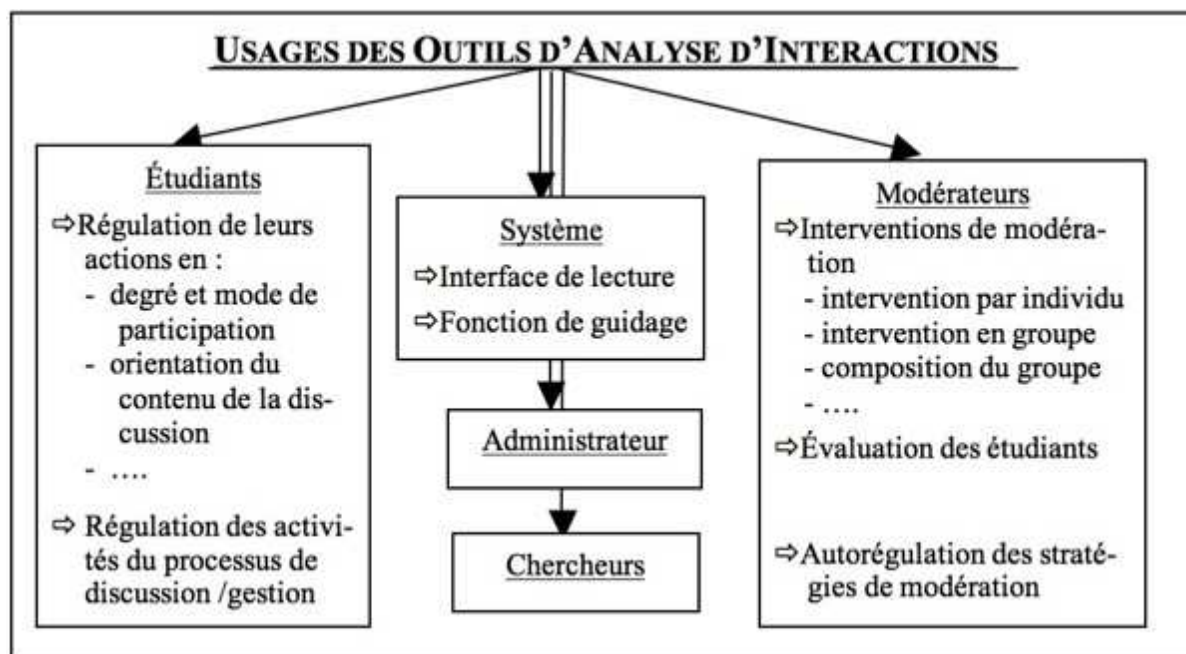 USAGES DES OUTILS D'ANALYSE D'INTERACTIONS
Étudiants
⇨Régulation de leurs
actions en :
- degré et mode de
participation
- orientation du
contenu de la dis-
cussion
- ….
⇨ Régulation des activi-
tés du processus de
discussion /gestion
Système
⇨Interface de lecture
⇨Fonction de guidage
Administrateur
Chercheurs
Modérateurs
⇨Interventions de modéra-
tion
- intervention par individu
- intervention en groupe
- composition du groupe
- ….
⇨Évaluation des étudiants
⇨Autorégulation des straté-
gies de modération